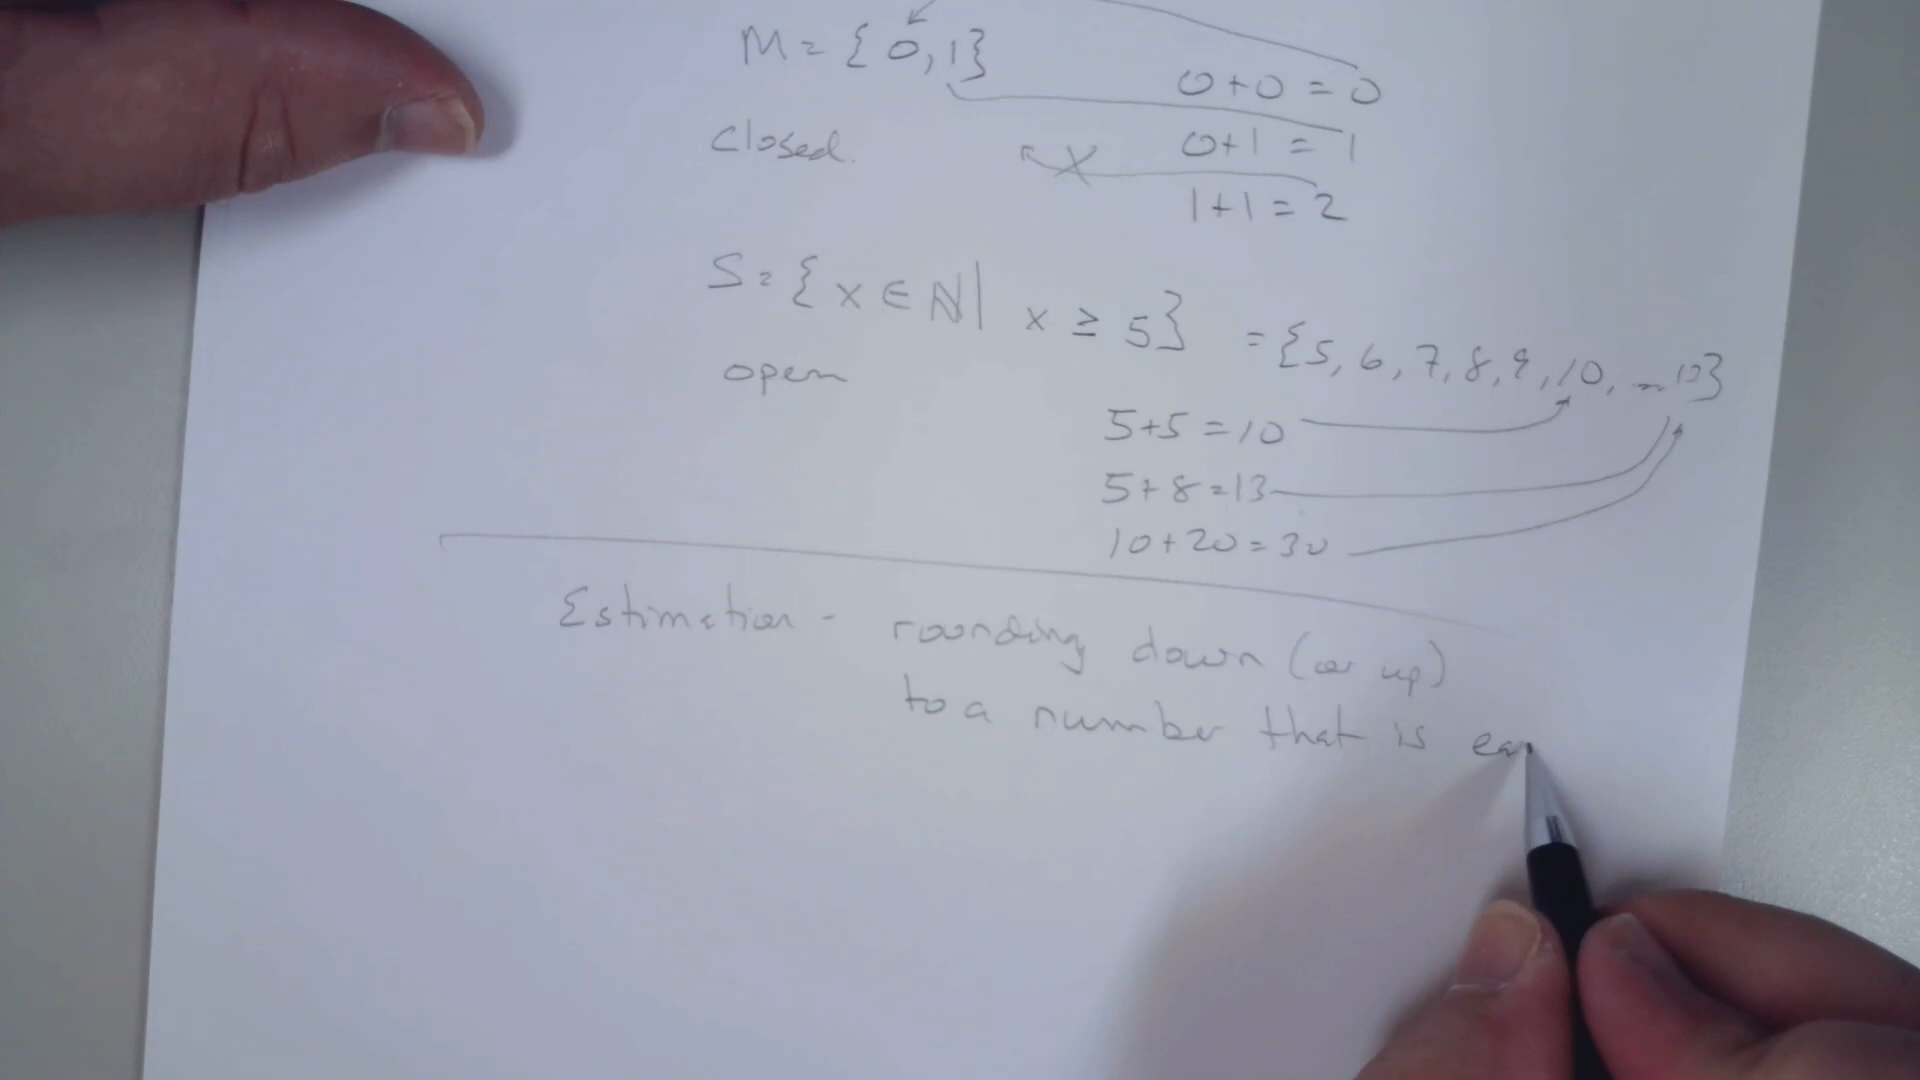 M = { 0, 1}
0 + 0 = 0
closed.
0+1 = 1
1+1 = 2
S = { x ∈ ℕ | x ≥ 5} = {5, 6, 7, 8, 9, 10, }
open
5+5 = 10
5+8 = 13
10+20 = 30
Estimation - rounding down (or up)
to a number that is ea